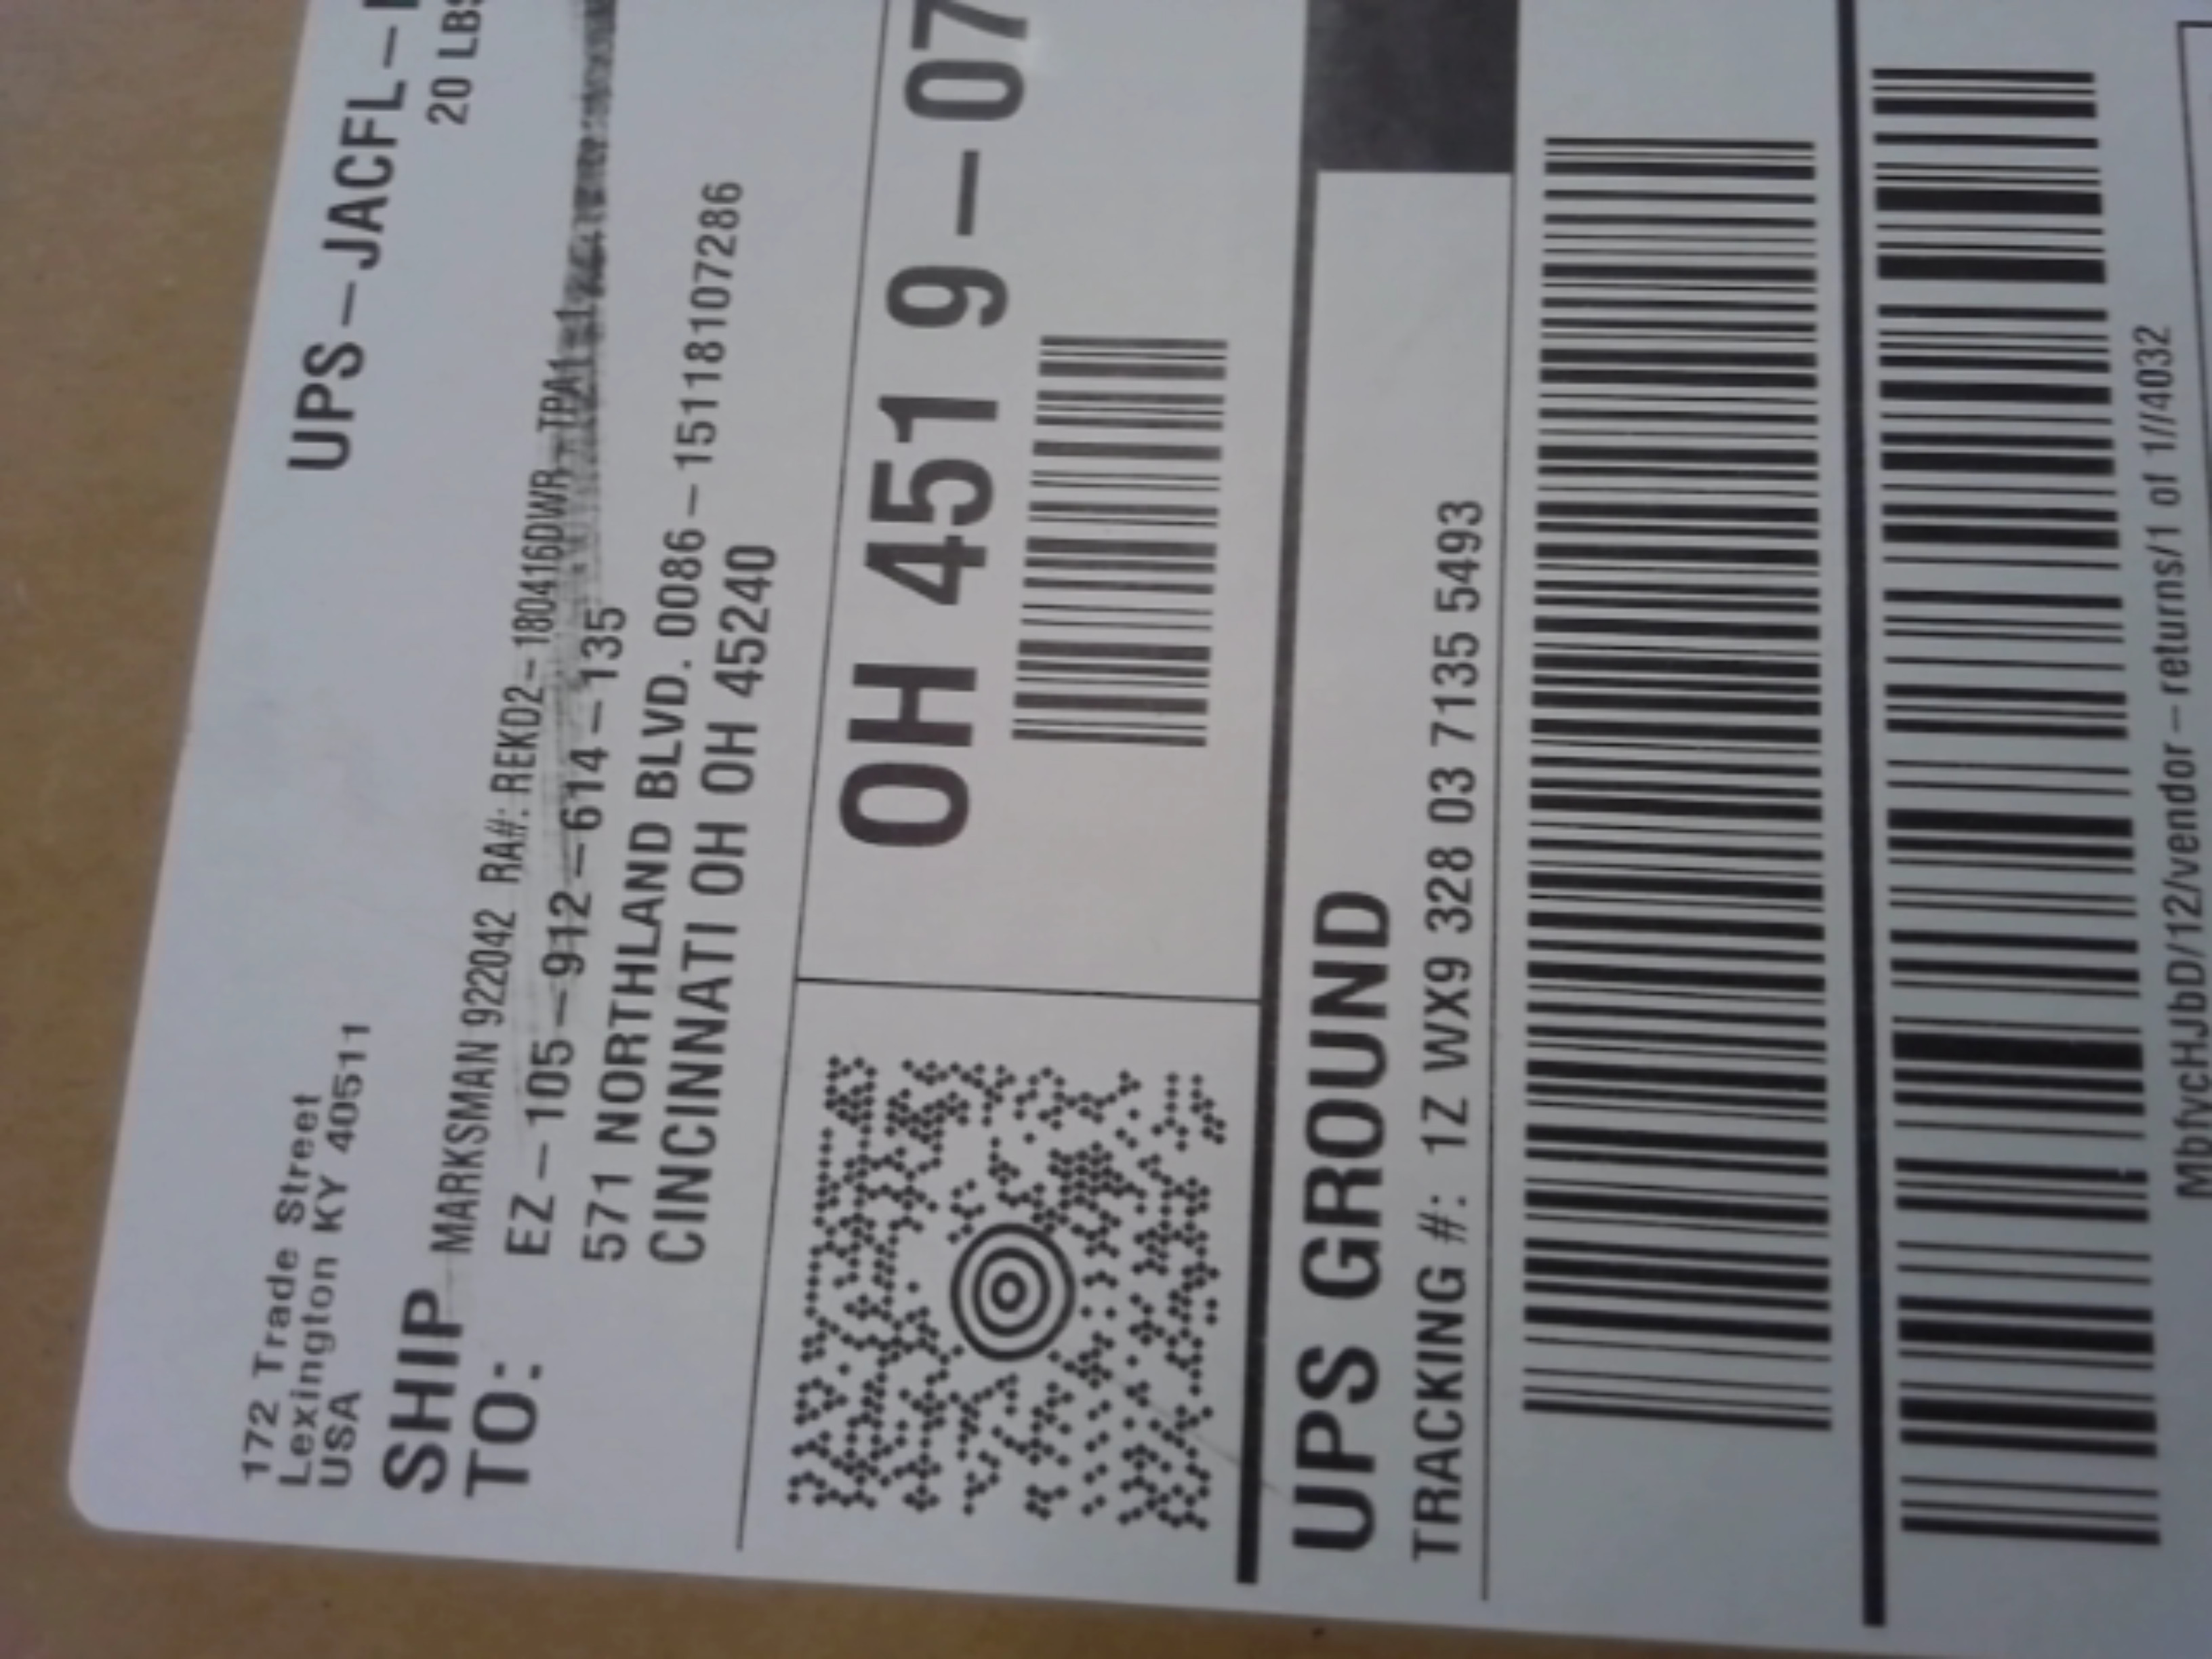 172 Trade Street
Lexington KY 40511
USA
UPS-JACFL-
20 LBS
SHIP
TO:
MARKSMAN 922042 RA#: REKD2-180416DWR-TPA1
EZ-105-912-614-135
571 NORTHLAND BLVD. 0086-15118107286
CINCINNATI OH OH 45240
OH 451 9-07
UPS GROUND
TRACKING #: 1Z WX9 328 03 7135 5493
MbfvcHJbD/12/vendor-returns/1 of 1//4032